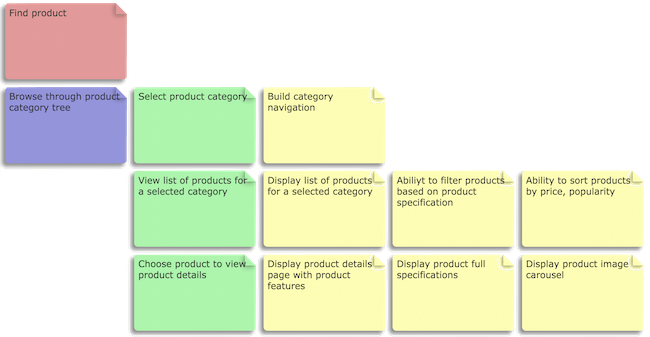 Find product
Browse through product
category tree
Select product category
Build category
navigation
View list of products for
a selected category
Display list of products
for a selected category
Abiliyt to filter products
based on product
specification
Ability to sort products
by price, popularity
Choose product to view
product details
Display product details
page with product
features
Display product full
specifications
Display product image
carousel